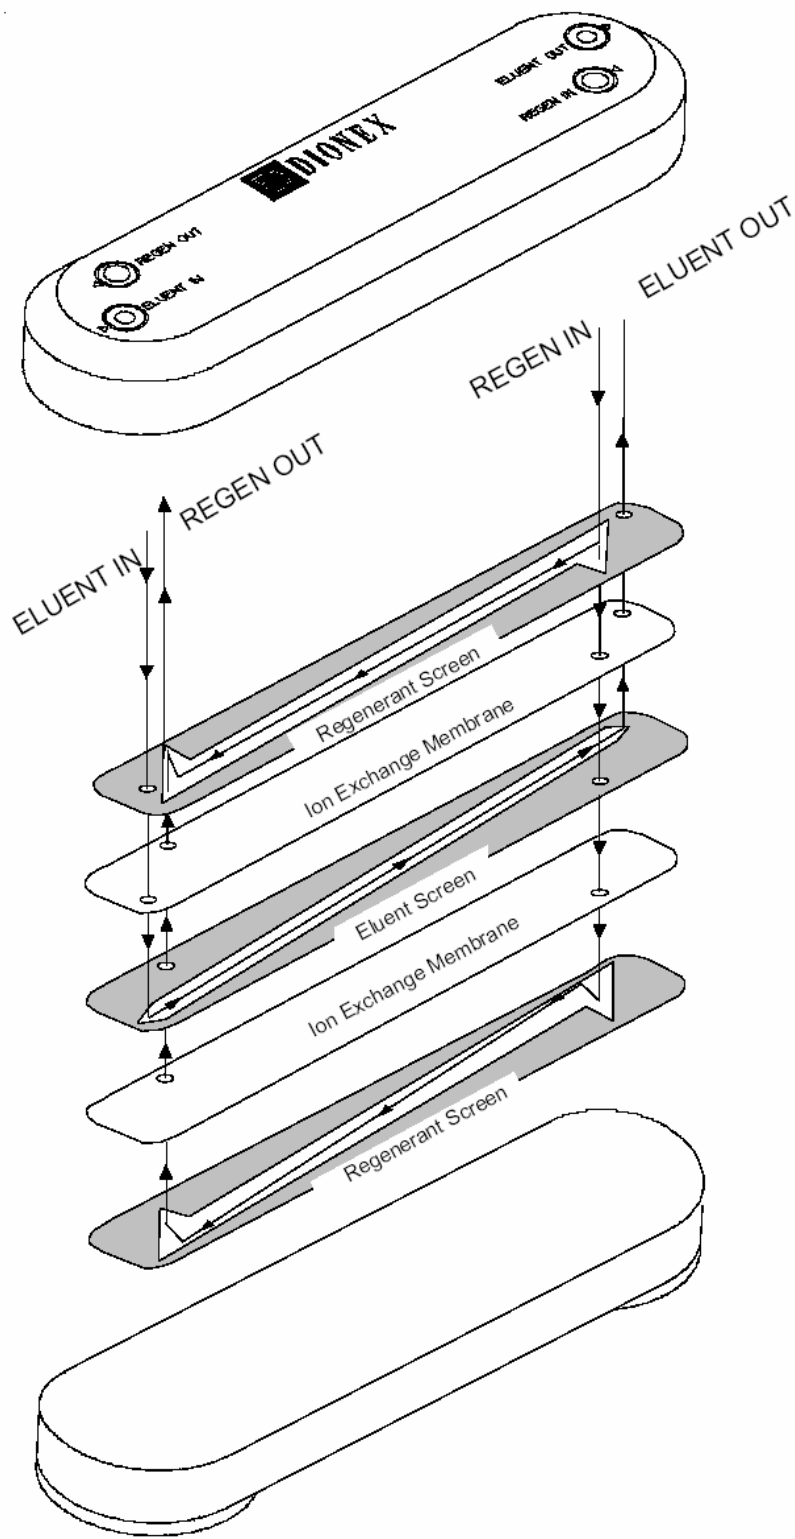 ELUENT OUT
REGEN IN
DIONEX
REGEN OUT
ELUENT IN
ELUENT OUT
REGEN IN
REGEN OUT
ELUENT IN
Regenerant Screen
Ion Exchange Membrane
Eluent Screen
Ion Exchange Membrane
Regenerant Screen